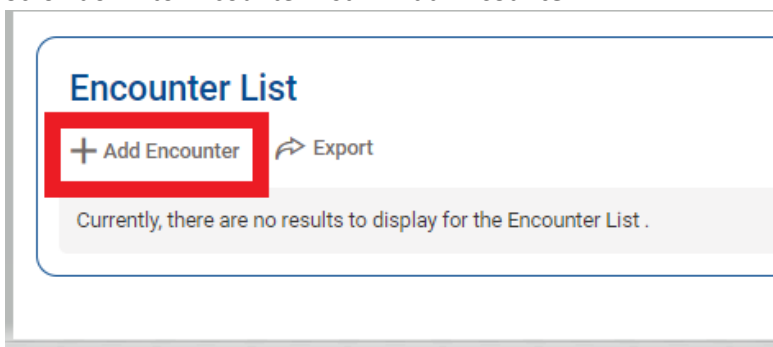 Encounter List
+ Add Encounter Export
Currently, there are no results to display for the Encounter List .